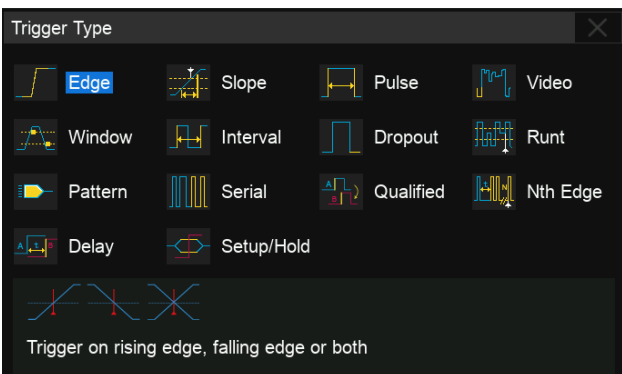 Trigger Type
Edge Slope Pulse Video
Window Interval Dropout Runt
Pattern Serial Qualified Nth Edge
Delay Setup/Hold
Trigger on rising edge, falling edge or both